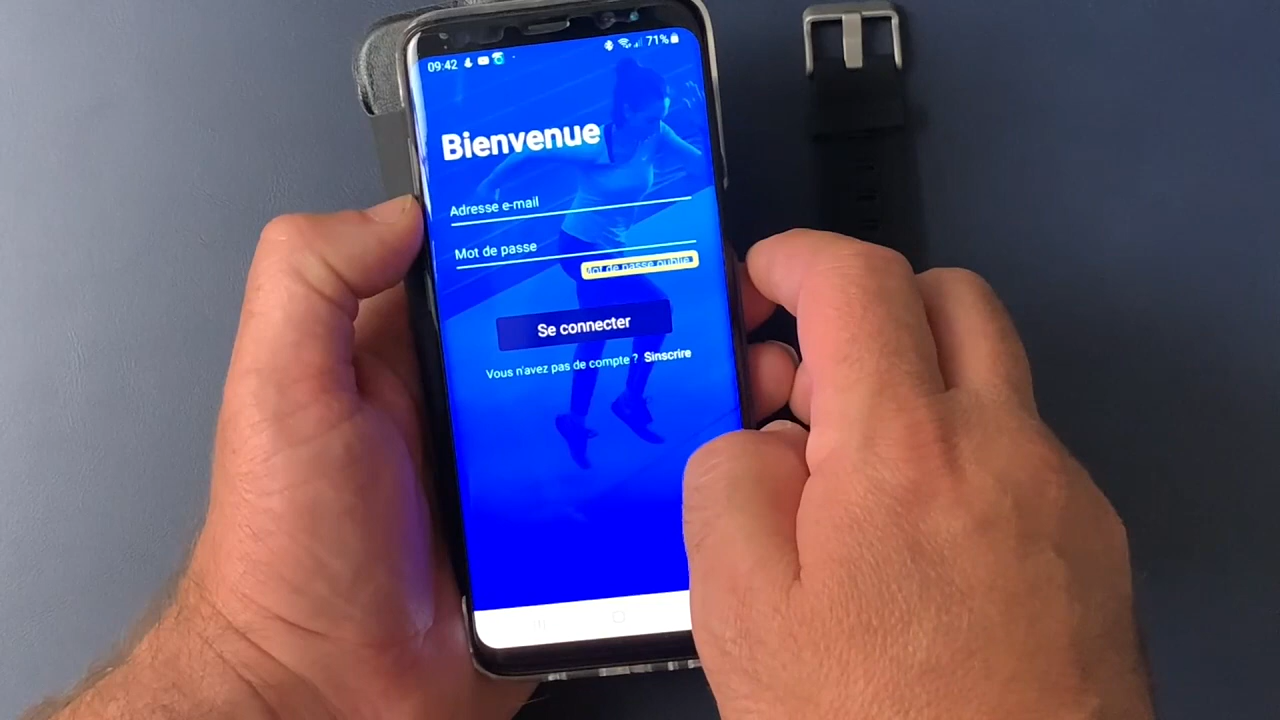 09:42 71%
Bienvenue
Adresse e-mail
Mot de passe
Mot de passe oublié
Se connecter
Vous n'avez pas de compte ? Sinscrire